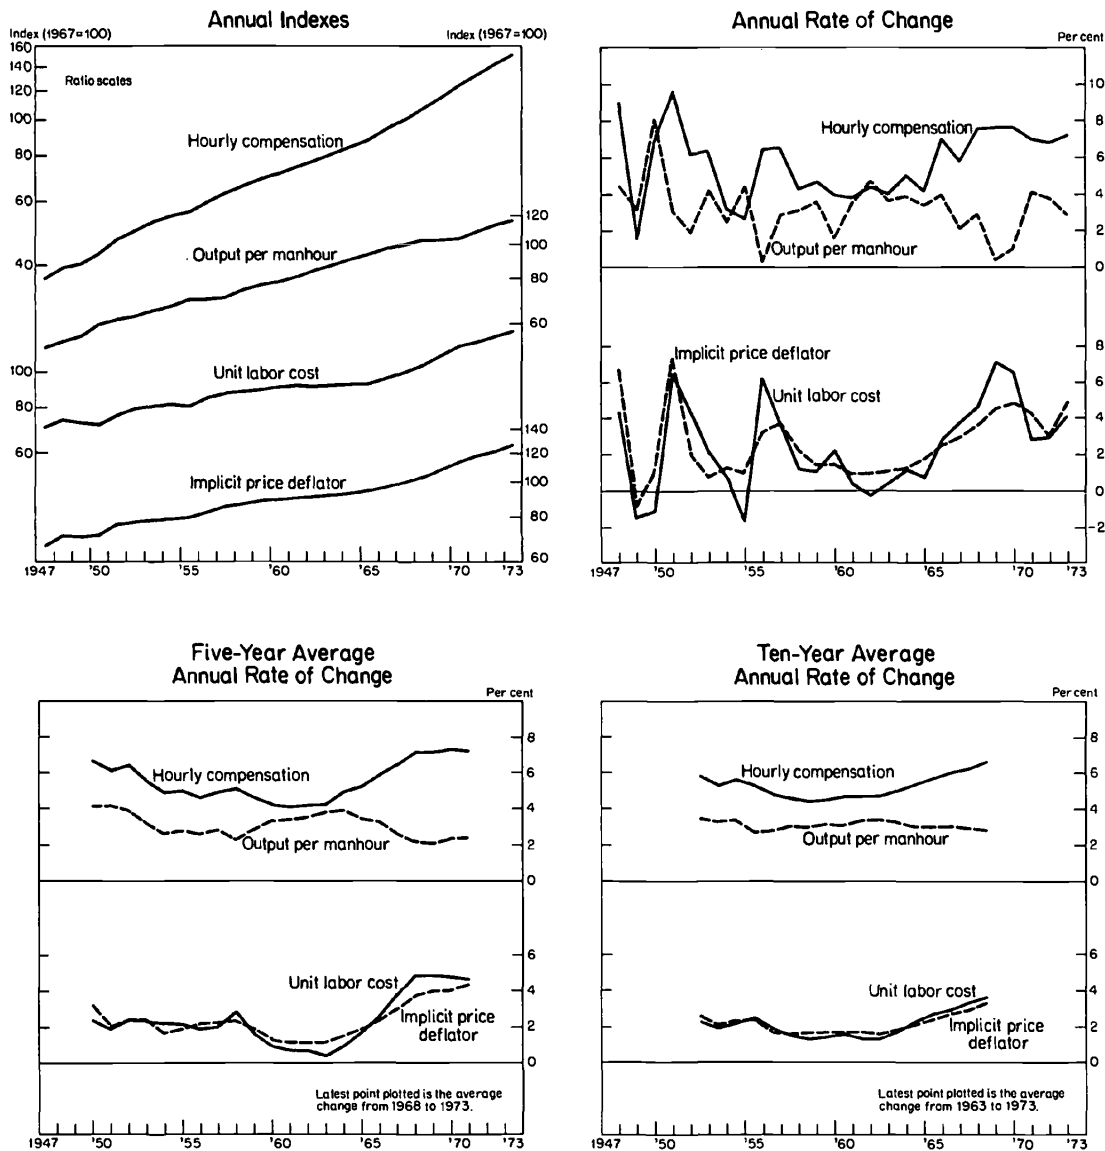 Annual Indexes
Index (1967=100)
Index (1967=100)
160
140
120
100
80
60
40
100
80
60
Ratio scales
Hourly compensation
Output per manhour
Unit labor cost
Implicit price deflator
120
100
80
60
140
120
100
80
60
1947 '50 '55 '60 '65 '70 '73
Annual Rate of Change
Per cent
10
8
6
4
2
0
8
6
4
2
0
-2
Hourly compensation
Output per manhour
Implicit price deflator
Unit labor cost
1947 '50 '55 '60 '65 '70 '73
Five-Year Average
Annual Rate of Change
Per cent
8
6
4
2
0
6
4
2
0
Hourly compensation
Output per manhour
Unit labor cost
Implicit price
deflator
Latest point plotted is the average
change from 1968 to 1973.
1947 '50 '55 '60 '65 '70 '73
Ten-Year Average
Annual Rate of Change
Per cent
8
6
4
2
0
6
4
2
0
Hourly compensation
Output per manhour
Unit labor cost
Implicit price
deflator
Latest point plotted is the average
change from 1963 to 1973.
1947 '50 '55 '60 '65 '70 '73